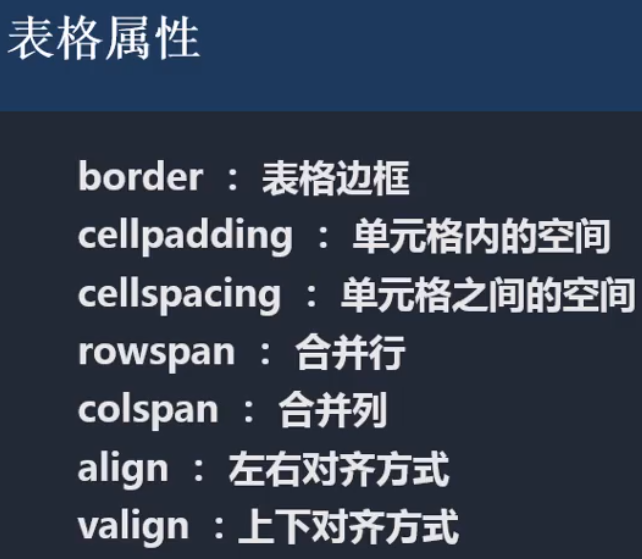 表格属性
border ： 表格边框
cellpadding ： 单元格内的空间
cellspacing ： 单元格之间的空间
rowspan ： 合并行
colspan ： 合并列
align ： 左右对齐方式
valign ：上下对齐方式